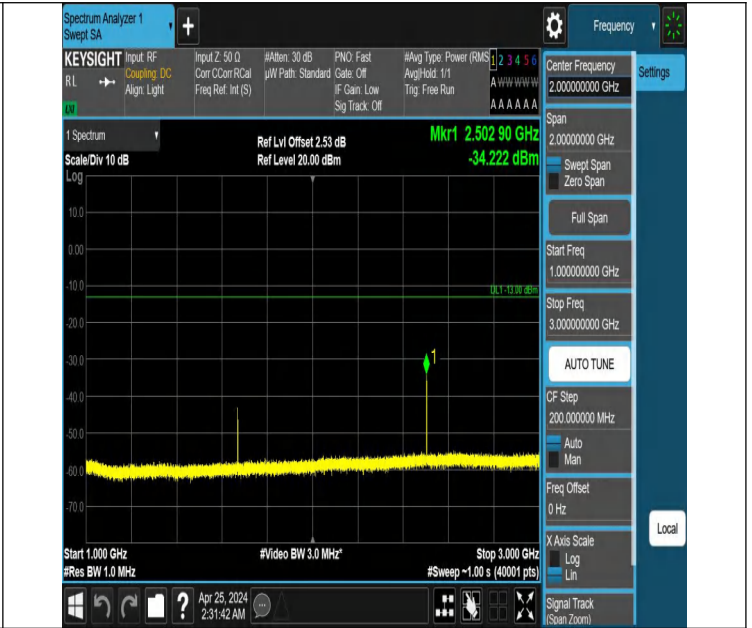 Spectrum Analyzer 1
Swept SA
+
Frequency
KEYSIGHT
RL
Input: RF
Coupling: DC
Align: Light
Input Z: 50 Ω
Corr CCorr RCal
Freq Ref: Int (S)
#Atten: 30 dB
µW Path: Standard
PNO: Fast
Gate: Off
IF Gain: Low
Sig Track: Off
#Avg Type: Power (RMS
Avg|Hold: 1/1
Trig: Free Run
1 2 3 4 5 6
A W W W W W
A A A A A A
1 Spectrum
Scale/Div 10 dB
Log
Ref Lvl Offset 2.53 dB
Ref Level 20.00 dBm
Mkr1 2.502 90 GHz
-34.222 dBm
10.0
0.00
-10.0
DL1 -13.00 dBm
-20.0
-30.0
1
-40.0
-50.0
-60.0
-70.0
Start 1.000 GHz
#Res BW 1.0 MHz
#Video BW 3.0 MHz*
Stop 3.000 GHz
#Sweep ~1.00 s (40001 pts)
?
Apr 25, 2024
2:31:42 AM
Center Frequency
2.000000000 GHz
Settings
Span
2.00000000 GHz
Swept Span
Zero Span
Full Span
Start Freq
1.000000000 GHz
Stop Freq
3.000000000 GHz
AUTO TUNE
CF Step
200.000000 MHz
Auto
Man
Freq Offset
0 Hz
X Axis Scale
Log
Lin
Local
Signal Track
(Span Zoom)